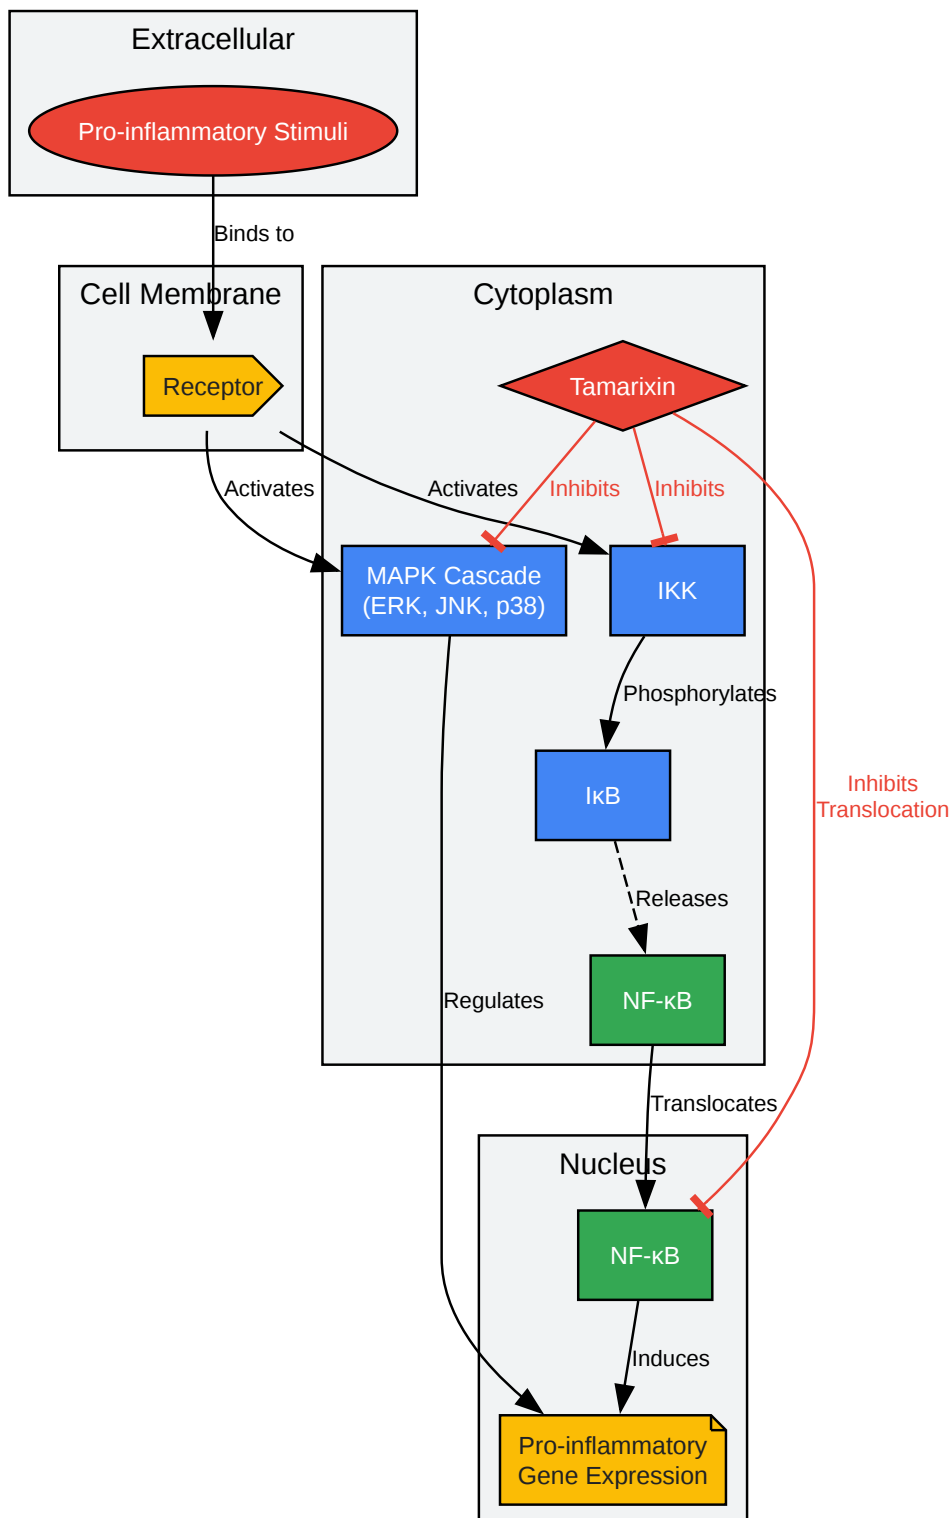 Extracellular
Pro-inflammatory Stimuli
Binds to
Cell Membrane
Cytoplasm
Receptor
Tamarixin
Activates
Activates
Inhibits
Inhibits
MAPK Cascade
(ERK, JNK, p38)
IKK
Phosphorylates
IκB
Inhibits
Translocation
Releases
NF-κB
Regulates
Translocates
Nucleus
NF-κB
Induces
Pro-inflammatory
Gene Expression